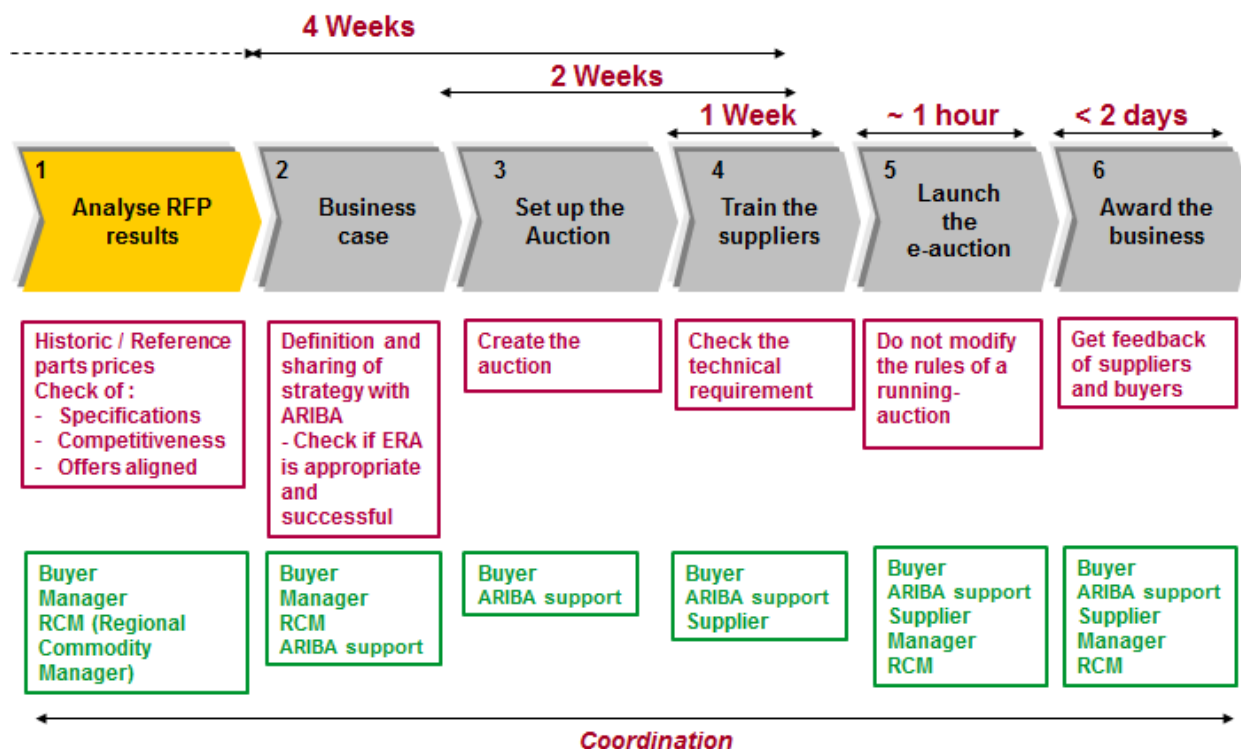 4 Weeks
2 Weeks
1 Week
~ 1 hour
< 2 days
1
Analyse RFP
results
2
Business
case
3
Set up the
Auction
4
Train the
suppliers
5
Launch
the
e-auction
6
Award the
business
Historic / Reference
parts prices
Check of :
- Specifications
- Competitiveness
- Offers aligned
Definition and
sharing of
strategy with
ARIBA
- Check if ERA
is appropriate
and
successful
Create the
auction
Check the
technical
requirement
Do not modify
the rules of a
running-
auction
Get feedback
of suppliers
and buyers
Buyer
Manager
RCM (Regional
Commodity
Manager)
Buyer
Manager
RCM
ARIBA support
Buyer
ARIBA support
Buyer
ARIBA support
Supplier
Buyer
ARIBA support
Supplier
Manager
RCM
Buyer
ARIBA support
Supplier
Manager
RCM
Coordination